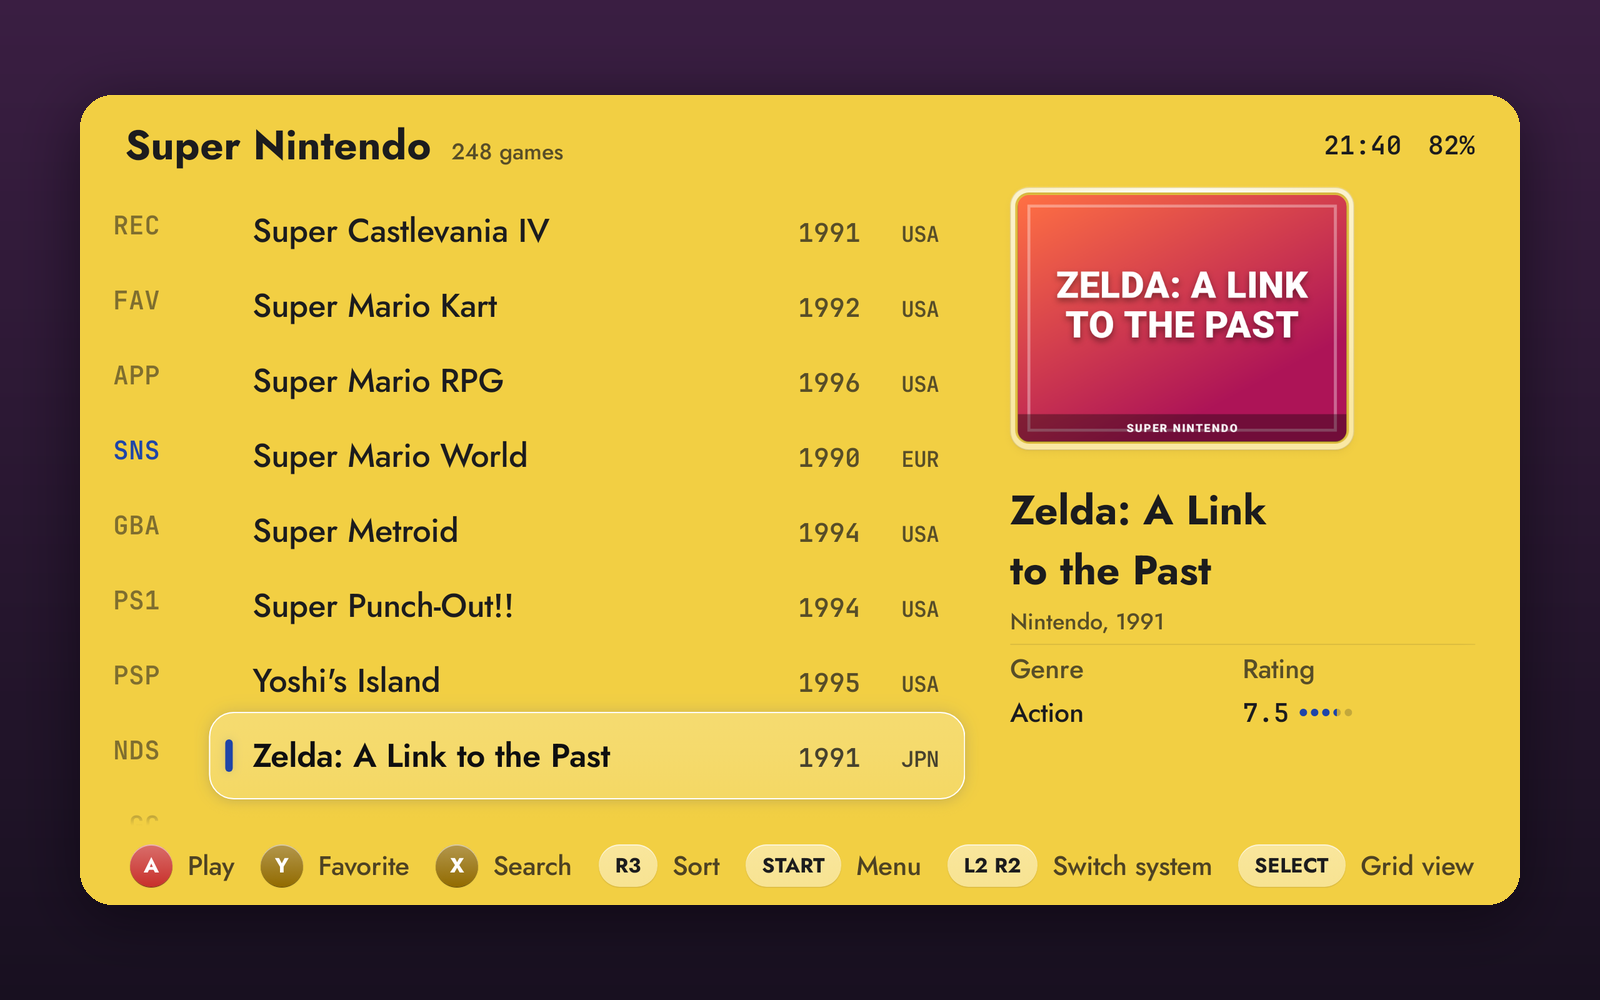 Super Nintendo 248 games
21:40 82%
REC
FAV
APP
SNS
GBA
PS1
PSP
NDS
Super Castlevania IV 1991 USA
Super Mario Kart 1992 USA
Super Mario RPG 1996 USA
Super Mario World 1990 EUR
Super Metroid 1994 USA
Super Punch-Out!! 1994 USA
Yoshi's Island 1995 USA
Zelda: A Link to the Past 1991 JPN
ZELDA: A LINK
TO THE PAST
SUPER NINTENDO
Zelda: A Link
to the Past
Nintendo, 1991
Genre Rating
Action 7.5
A Play Y Favorite X Search R3 Sort START Menu L2 R2 Switch system SELECT Grid view